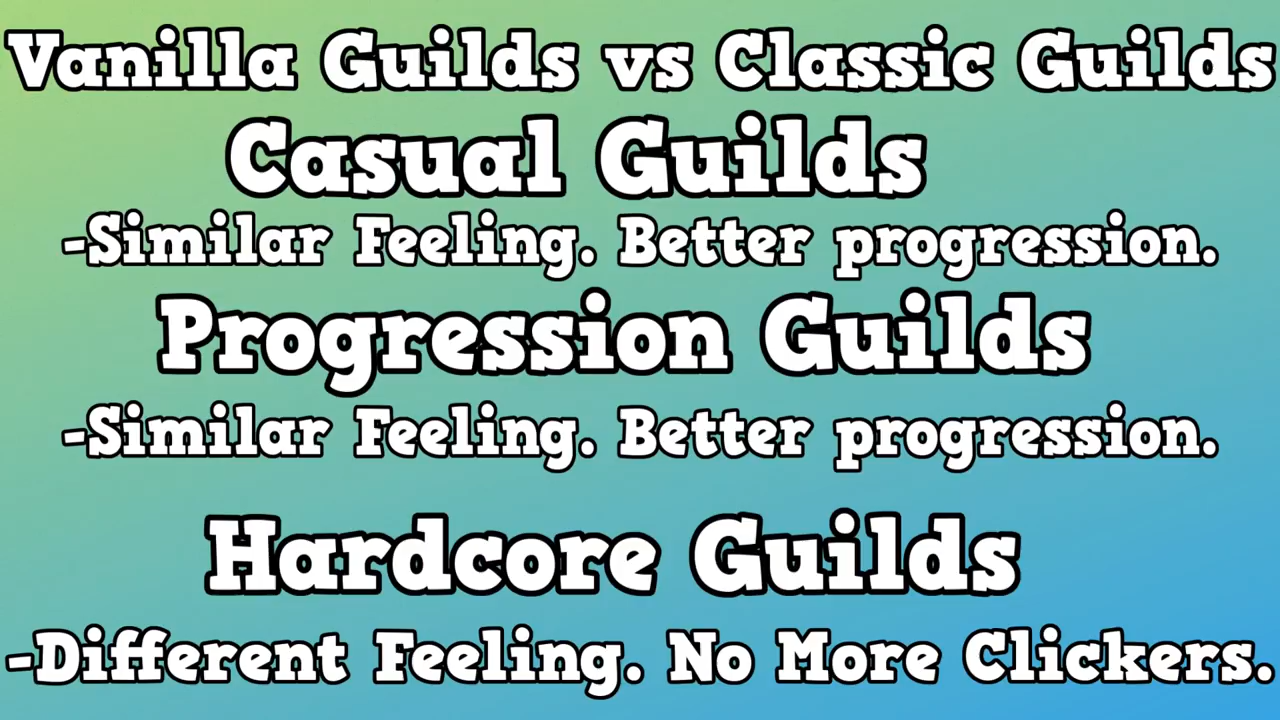 Vanilla Guilds vs Classic Guilds
Casual Guilds
-Similar Feeling. Better progression.
Progression Guilds
-Similar Feeling. Better progression.
Hardcore Guilds
-Different Feeling. No More Clickers.